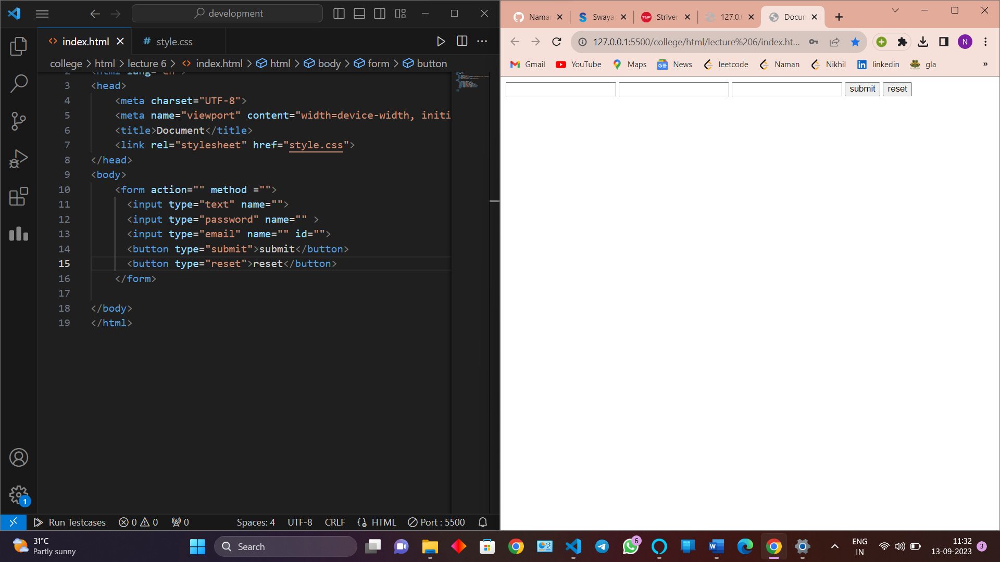 development
index.html
# style.css
college > html > lecture 6 > index.html > html > body > form > button
3 <head>
4 <meta charset="UTF-8">
5 <meta name="viewport" content="width=device-width, initi
6 <title>Document</title>
7 <link rel="stylesheet" href="style.css">
8 </head>
9 <body>
10 <form action="" method ="">
11 <input type="text" name="">
12 <input type="password" name="" >
13 <input type="email" name="" id="">
14 <button type="submit">submit</button>
15 <button type="reset">reset</button>
16 </form>
17
18 </body>
19 </html>
1
Run Testcases 0 0 0 Spaces: 4 UTF-8 CRLF HTML Port : 5500
Nama Swaya Striver 127.0. Docun
127.0.0.1:5500/college/html/lecture%206/index.ht... N
Gmail YouTube Maps News leetcode Naman Nikhil linkedin gla »
submit reset
31°C
Partly sunny
Search
6
ENG
IN
11:32
13-09-2023
3